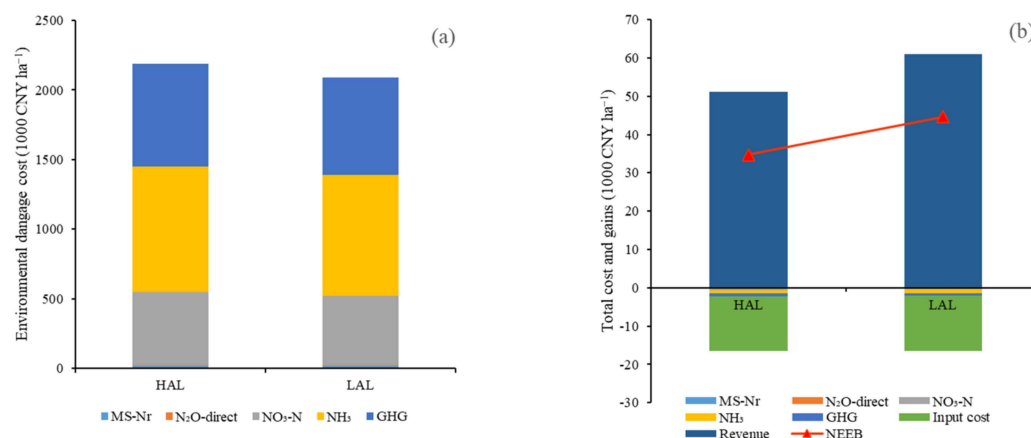 (a)
Environmental dangage cost (1000 CNY ha⁻¹)
2500
2000
1500
1000
500
0
HAL LAL
MS-Nr N₂O-direct NO₃-N NH₃ GHG
(b)
Total cost and gains (1000 CNY ha⁻¹)
70
60
50
40
30
20
10
0
-10
-20
-30
HAL LAL
MS-Nr N₂O-direct NO₃-N
NH₃ GHG Input cost
Revenue NEEB